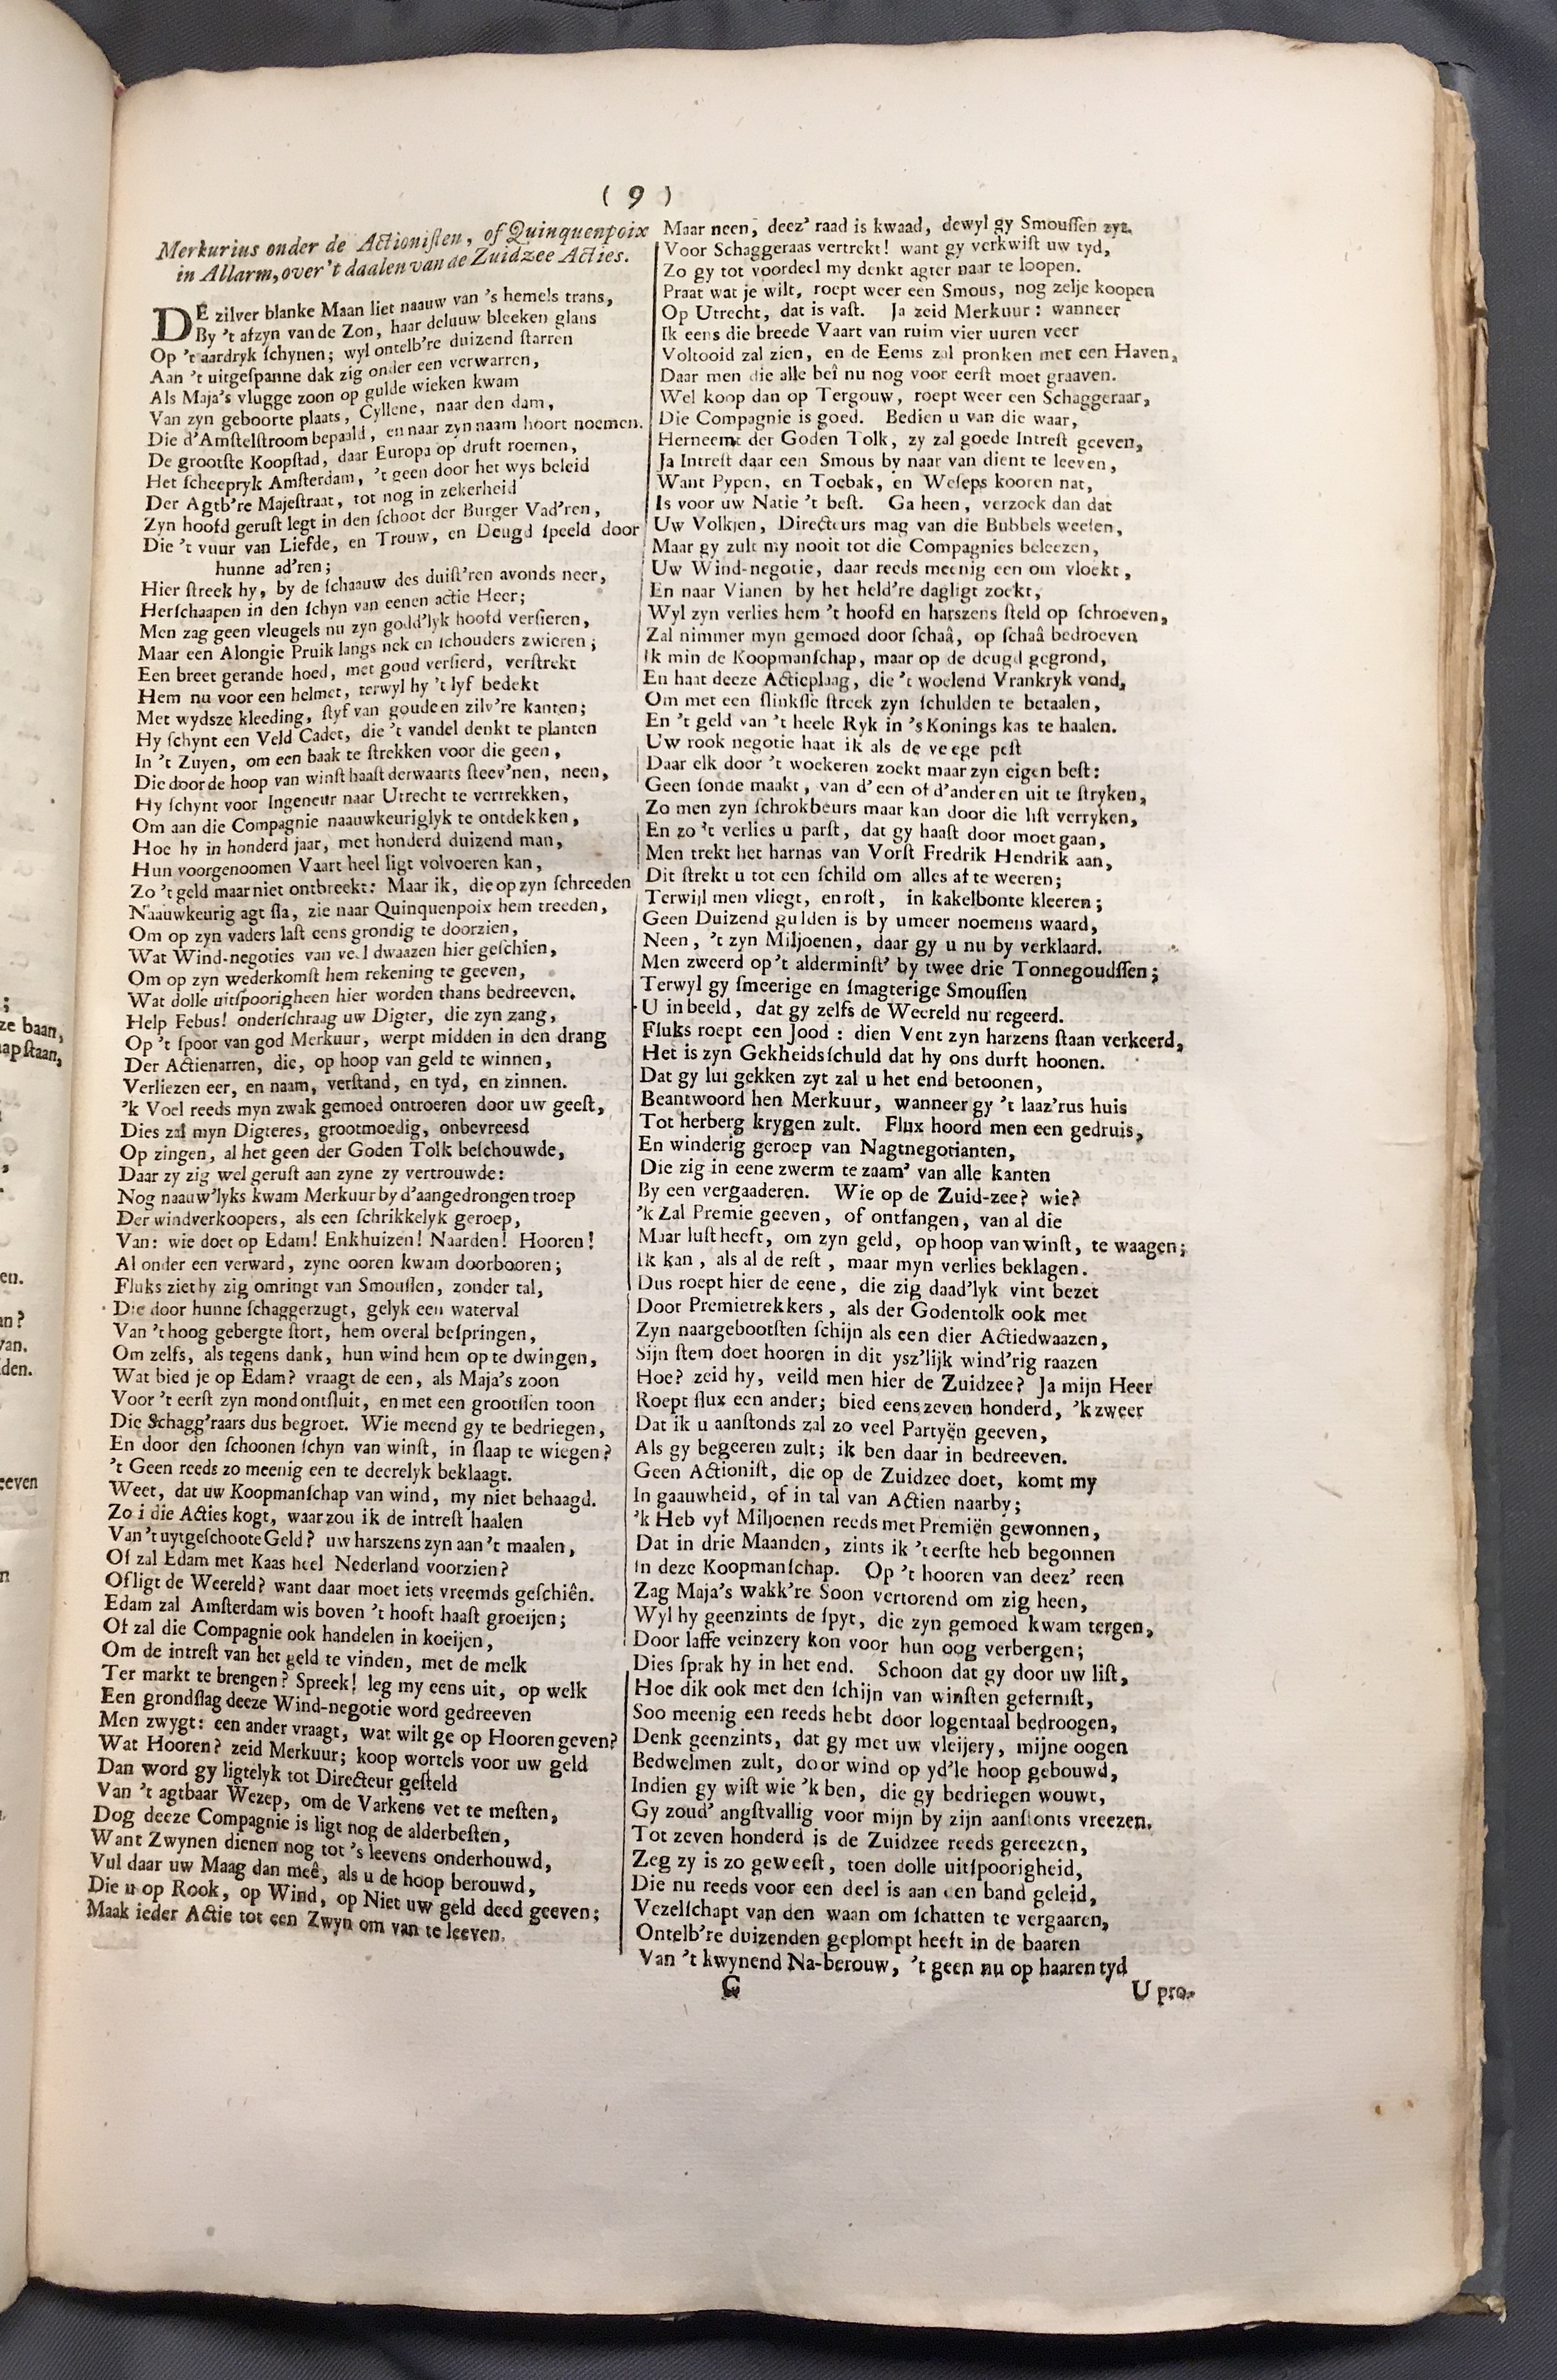 ( 9 )
Merkurius onder de Actionisten, of Quinquenpoix
in Allarm, over 't daalen van de Zuidzee Acties.
DE zilver blanke Maan liet naauw van 's hemels trans,
By 't afzyn van de Zon, haar deluuw bleeken glans
Op 't aardryk schynen; wyl ontelb're duizend starren
Aan 't uitgespanne dak zig onder een verwarren,
Als Maja's vlugge zoon op gulde wieken kwam
Van zyn geboorte plaats, Cyllene, naar den dam,
Die d'Amstelstroom bepaald, en naar zyn naam hoort noemen.
De grootste Koopstad, daar Europa op druft roemen,
Het scheepryk Amsterdam, 't geen door het wys beleid
Der Agtb're Majestraat, tot nog in zekerheid
Zyn hoofd gerust legt in den schoot der Burger Vad'ren,
Die 't vuur van Liefde, en Trouw, en Deugd speeld door
hunne ad'ren;
Hier streek hy, by de schaauw des duist'ren avonds neer,
Herschaapen in den schyn van eenen actie Heer;
Men zag geen vleugels nu zyn godd'lyk hoofd versieren,
Maar een Alongie Pruik langs nek en schouders zwieren;
Een breet gerande hoed, met goud versierd, verstrekt
Hem nu voor een helmet, terwyl hy 't lyf bedekt
Met wydsze kleeding, styf van goude en zilv're kanten;
Hy schynt een Veld Cadet, die 't vandel denkt te planten
In 't Zuyen, om een baak te strekken voor die geen,
Die door de hoop van winst haast derwaarts steev'nen, neen,
Hy schynt voor Ingeneur naar Utrecht te vertrekken,
Om aan die Compagnie naauwkeuriglyk te ontdekken,
Hoe hy in honderd jaar, met honderd duizend man,
Hun voorgenoomen Vaart heel ligt volvoeren kan,
Zo 't geld maar niet ontbreekt: Maar ik, die op zyn schreeden
Naauwkeurig agt sla, zie naar Quinquenpoix hem treeden,
Om op zyn vaders last eens grondig te doorzien,
Wat Wind-negoties van veel dwaazen hier geschien,
Om op zyn wederkomst hem rekening te geeven,
Wat dolle uitspoorigheen hier worden thans bedreeven.
Help Febus! onderschraag uw Digter, die zyn zang,
Op 't spoor van god Merkuur, werpt midden in den drang
Der Actienarren, die, op hoop van geld te winnen,
Verliezen eer, en naam, verstand, en tyd, en zinnen.
'k Voel reeds myn zwak gemoed ontroeren door uw geest,
Dies zal myn Digteres, grootmoedig, onbevreesd
Op zingen, al het geen der Goden Tolk beschouwde,
Daar zy zig wel gerust aan zyne zy vertrouwde:
Nog naauw'lyks kwam Merkuur by d'aangedrongen troep
Der windverkoopers, als een schrikkelyk geroep,
Van: wie doet op Edam! Enkhuizen! Naarden! Hooren!
Al onder een verward, zyne ooren kwam doorbooren;
Fluks ziet hy zig omringt van Smoussen, zonder tal,
Die door hunne schaggerzugt, gelyk een waterval
Van 't hoog gebergte stort, hem overal bespringen,
Om zelfs, als tegens dank, hun wind hem op te dwingen,
Wat bied je op Edam? vraagt de een, als Maja's zoon
Voor 't eerst zyn mond ontsluit, en met een grootsen toon
Die Schagg'raars dus begroet. Wie meend gy te bedriegen,
En door den schoonen schyn van winst, in slaap te wiegen?
't Geen reeds zo meenig een te deerelyk beklaagt.
Weet, dat uw Koopmanschap van wind, my niet behaagd.
Zo i die Acties kogt, waar zou ik de intrest haalen
Van 't uytgeschoote Geld? uw harszens zyn aan 't maalen,
Of zal Edam met Kaas heel Nederland voorzien?
Of ligt de Weereld? want daar moet iets vreemds geschiên.
Edam zal Amsterdam wis boven 't hooft haast groeijen;
Of zal die Compagnie ook handelen in koeijen,
Om de intrest van het geld te vinden, met de melk
Ter markt te brengen? Spreek! leg my eens uit, op welk
Een grondslag deeze Wind-negotie word gedreeven
Men zwygt: een ander vraagt, wat wilt ge op Hooren geven?
Wat Hooren? zeid Merkuur; koop wortels voor uw geld
Dan word gy ligtelyk tot Directeur gesteld
Van 't agtbaar Wezep, om de Varkens vet te mesten,
Dog deeze Compagnie is ligt nog de alderbesten,
Want Zwynen dienen nog tot 's leevens onderhouwd,
Vul daar uw Maag dan meê, als u de hoop berouwd,
Die u op Rook, op Wind, op Niet uw geld deed geeven;
Maak ieder Actie tot een Zwyn om van te leeven.
Maar neen, deez' raad is kwaad, dewyl gy Smoussen zyt.
Voor Schaggeraas vertrekt! want gy verkwist uw tyd,
Zo gy tot voordeel my denkt agter naar te loopen.
Praat wat je wilt, roept weer een Smous, nog zelje koopen
Op Utrecht, dat is vast. Ja zeid Merkuur: wanneer
Ik eens die breede Vaart van ruim vier uuren veer
Voltooid zal zien, en de Eems zal pronken met een Haven,
Daar men die alle beî nu nog voor eerst moet graaven.
Wel koop dan op Tergouw, roept weer een Schaggeraar,
Die Compagnie is goed. Bedien u van die waar,
Herneemt der Goden Tolk, zy zal goede Intrest geeven,
Ja Intrest daar een Smous by naar van dient te leeven,
Want Pypen, en Toebak, en Weseps kooren nat,
Is voor uw Natie 't best. Ga heen, verzoek dan dat
Uw Volkjen, Directeurs mag van die Bubbels weesen,
Maar gy zult my nooit tot die Compagnies beleezen,
Uw Wind-negotie, daar reeds meenig een om vloekt,
En naar Vianen by het held're dagligt zoekt,
Wyl zyn verlies hem 't hoofd en harszens steld op schroeven,
Zal nimmer myn gemoed door schaâ, op schaâ bedroeven
Ik min de Koopmanschap, maar op de deugd gegrond,
En haat deeze Actieplaag, die 't woelend Vrankryk vond,
Om met een slinksse streek zyn schulden te betaalen,
En 't geld van 't heele Ryk in 's Konings kas te haalen.
Uw rook negotie haat ik als de veege pest
Daar elk door 't woekeren zoekt maar zyn eigen best:
Geen sonde maakt, van d' een of d'anderen uit te stryken,
Zo men zyn schrokbeurs maar kan door die list verryken,
En zo 't verlies u parst, dat gy haast door moet gaan,
Men trekt het harnas van Vorst Fredrik Hendrik aan,
Dit strekt u tot een schild om alles af te weeren;
Terwijl men vliegt, en rost, in kakelbonte kleeren;
Geen Duizend gulden is by u meer noemens waard,
Neen, 't zyn Miljoenen, daar gy u nu by verklaard.
Men zweerd op 't alderminst' by twee drie Tonnegoudssen;
Terwyl gy smeerige en smagterige Smoussen
U inbeeld, dat gy zelfs de Weereld nu regeerd.
Fluks roept een Jood: dien Vent zyn harzens staan verkeerd,
Het is zyn Gekheids schuld dat hy ons durft hoonen.
Dat gy lui gekken zyt zal u het end betoonen,
Beantwoord hen Merkuur, wanneer gy 't laaz'rus huis
Tot herberg krygen zult. Flux hoord men een gedruis,
En winderig geroep van Nagtnegotianten,
Die zig in eene zwerm te zaam' van alle kanten
By een vergaaderen. Wie op de Zuid-zee? wie?
'k Zal Premie geeven, of ontfangen, van al die
Maar lust heeft, om zyn geld, op hoop van winst, te waagen;
Ik kan, als al de rest, maar myn verlies beklagen.
Dus roept hier de eene, die zig daad'lyk vint bezet
Door Premietrekkers, als der Godentolk ook met
Zyn naargebootsten schijn als een dier Actiedwaazen,
Sijn stem doet hooren in dit ysz'lijk wind'rig raazen
Hoe? zeid hy, veild men hier de Zuidzee? Ja mijn Heer
Roept flux een ander; bied eens zeven honderd, 'k zweer
Dat ik u aanstonds zal zo veel Partyën geeven,
Als gy begeeren zult; ik ben daar in bedreeven.
Geen Actionist, die op de Zuidzee doet, komt my
In gaauwheid, of in tal van Actien naarby;
'k Heb vyf Miljoenen reeds met Premiën gewonnen,
Dat in drie Maanden, zints ik 't eerste heb begonnen
In deze Koopmanschap. Op 't hooren van deez' reen
Zag Maja's wakk're Soon vertorend om zig heen,
Wyl hy geenzints de spyt, die zyn gemoed kwam tergen,
Door laffe veinzery kon voor hun oog verbergen;
Dies sprak hy in het end. Schoon dat gy door uw list,
Hoe dik ook met den schijn van winsten gefernist,
Soo meenig een reeds hebt door logentaal bedroogen,
Denk geenzints, dat gy met uw vleijery, mijne oogen
Bedwelmen zult, door wind op yd'le hoop gebouwd,
Indien gy wist wie 'k ben, die gy bedriegen wouwt,
Gy zoud' angstvallig voor mijn by zijn aanstonts vreezen.
Tot zeven honderd is de Zuidzee reeds gereezen,
Zeg zy is zo geweest, toen dolle uitspoorigheid,
Die nu reeds voor een deel is aan een band geleid,
Vezelschapt van den waan om schatten te vergaaren,
Ontelb're duizenden geplompt heeft in de baaren
Van 't kwynend Na-berouw, 't geen nu op haaren tyd
C
U pro-
;
ze baan,
aap staan,
en.
an?
van.
den.
eeven
n